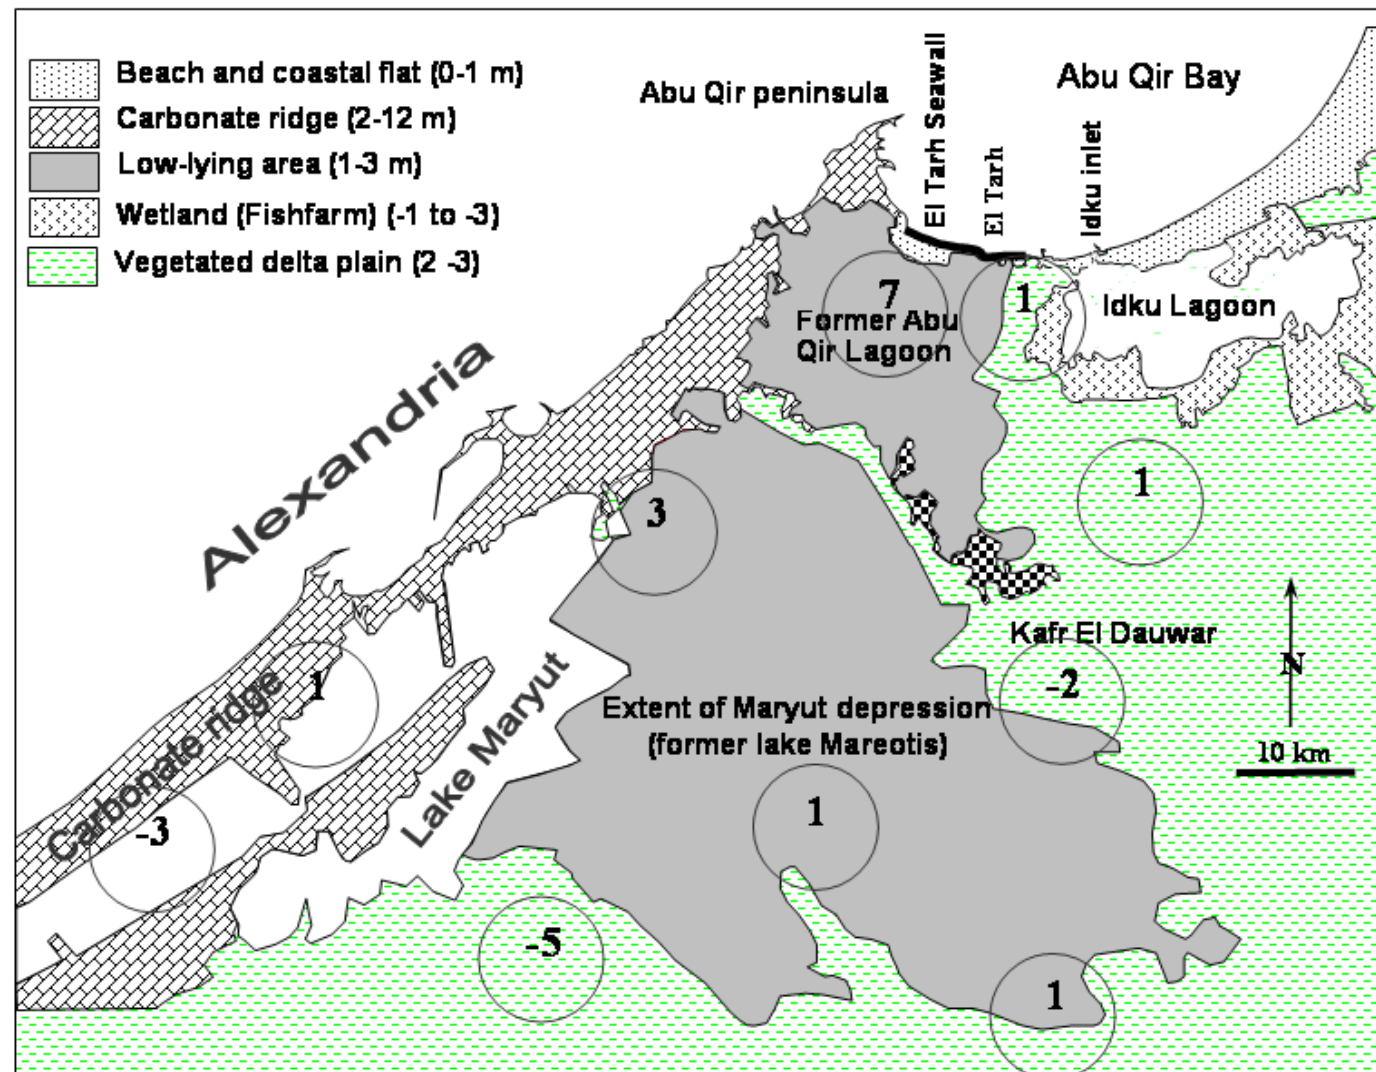 Beach and coastal flat (0-1 m)
Carbonate ridge (2-12 m)
Low-lying area (1-3 m)
Wetland (Fishfarm) (-1 to -3)
Vegetated delta plain (2 -3)
Abu Qir peninsula
El Tarh Seawall
El Tarh
Idku inlet
Abu Qir Bay
7
Former Abu
Qir Lagoon
1
Idku Lagoon
Alexandria
3
1
Kafr El Dauwar
-2
N
10 km
1
Carbonate ridge
-3
Lake Maryut
Extent of Maryut depression
(former lake Mareotis)
1
-5
1